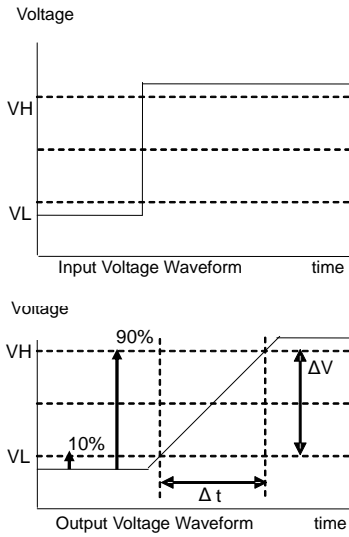 Voltage
VH
VL
Input Voltage Waveform time
Voltage
90%
VH
ΔV
10%
VL
Δ t
Output Voltage Waveform time